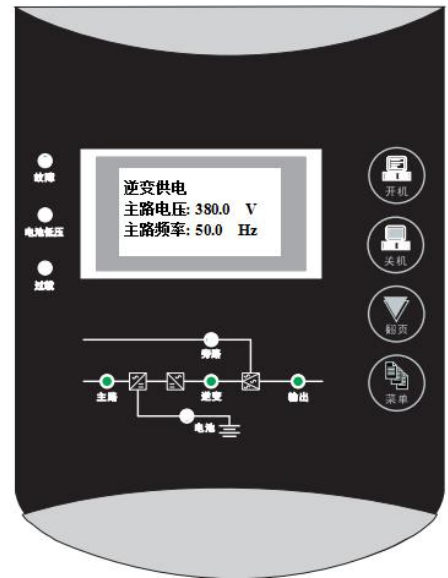 故障
电池低压
过载
逆变供电
主路电压: 380.0 V
主路频率: 50.0 Hz
开机
关机
翻页
菜单
旁路
主路
逆变
输出
电池